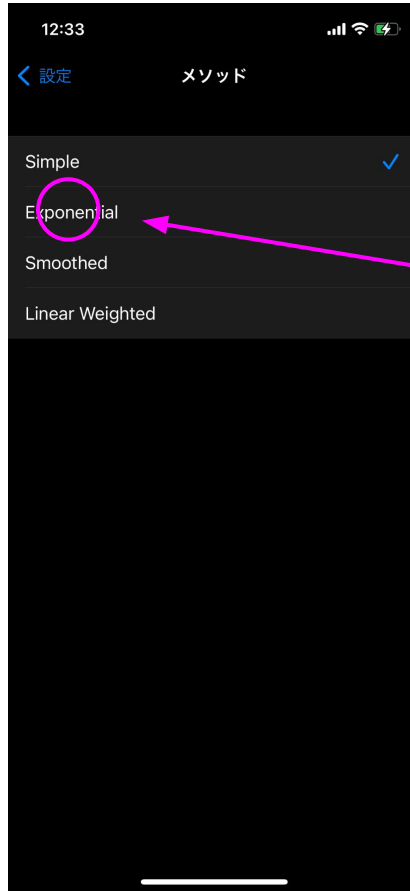 12:33
設定 メソッド
Simple
Exponential
Smoothed
Linear Weighted